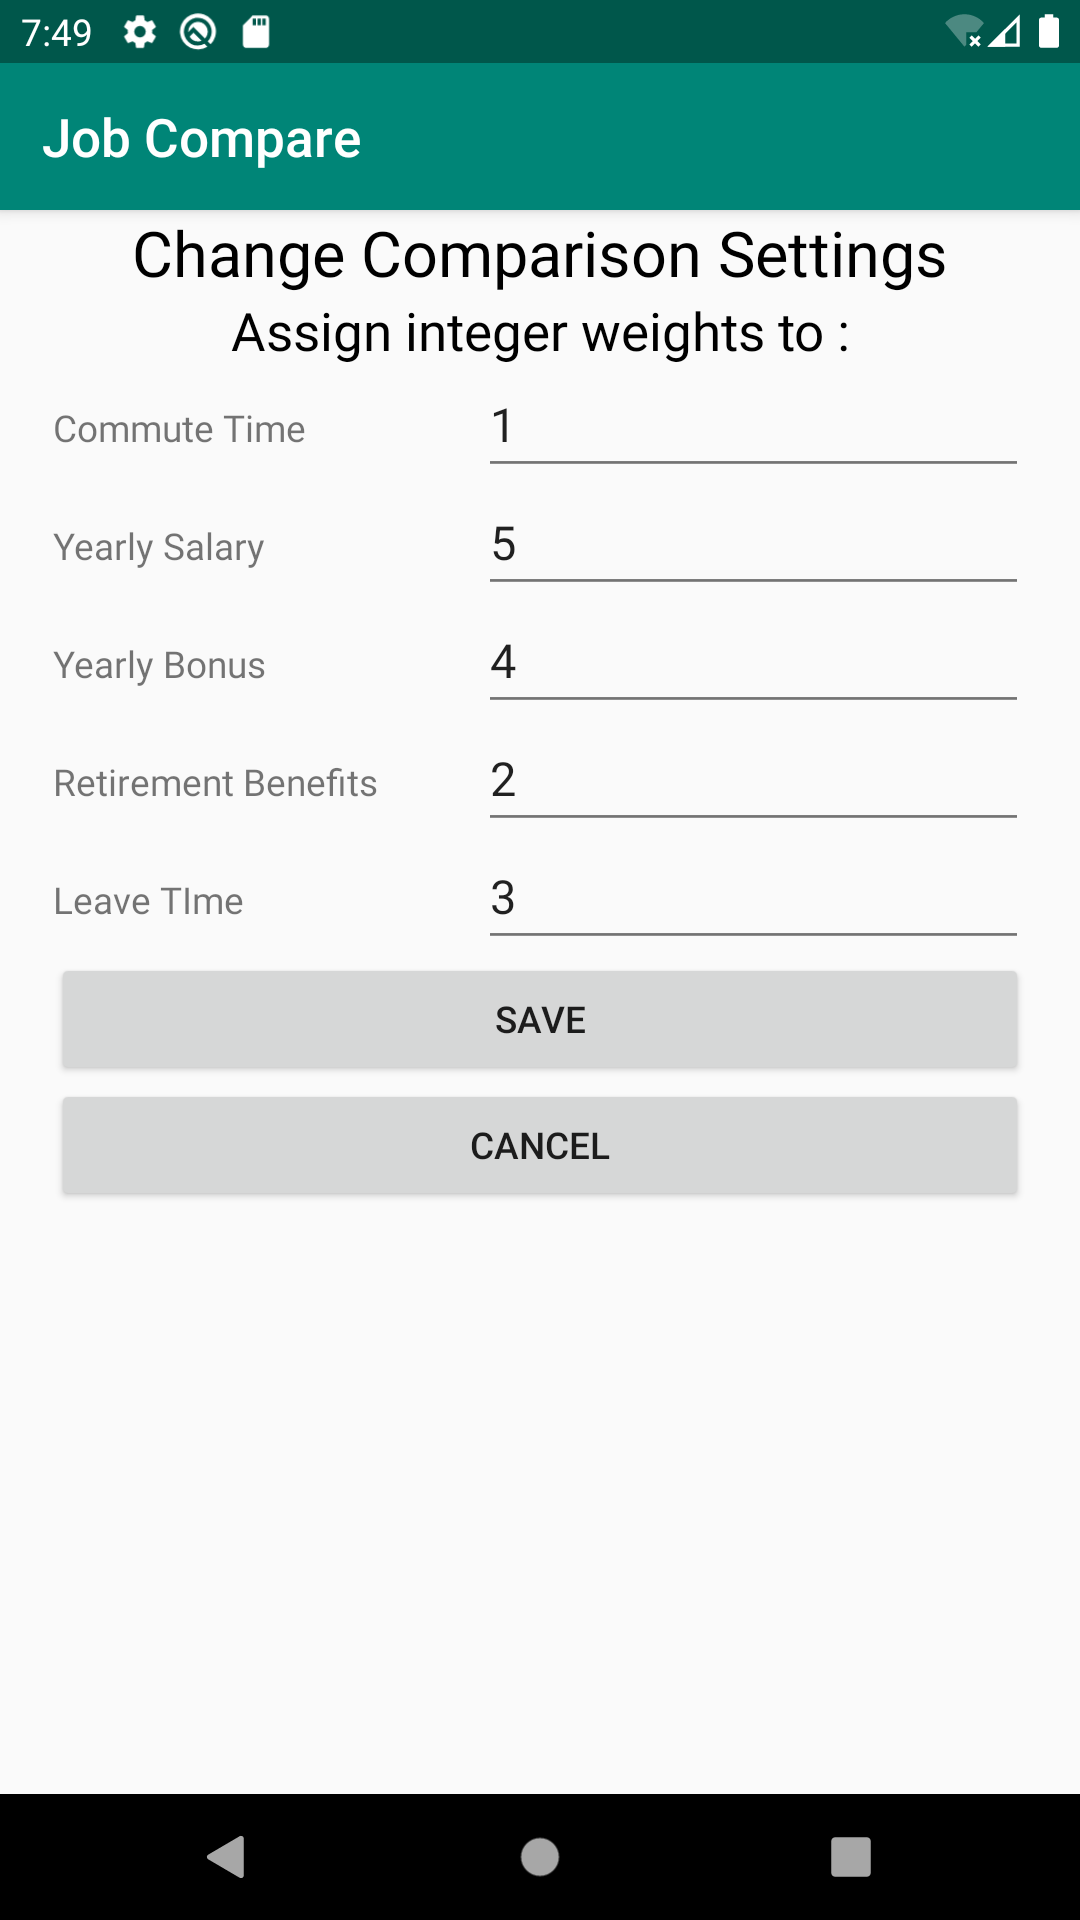 7:49
Job Compare
Change Comparison Settings
Assign integer weights to :
Commute Time 1
Yearly Salary 5
Yearly Bonus 4
Retirement Benefits 2
Leave TIme 3
SAVE
CANCEL